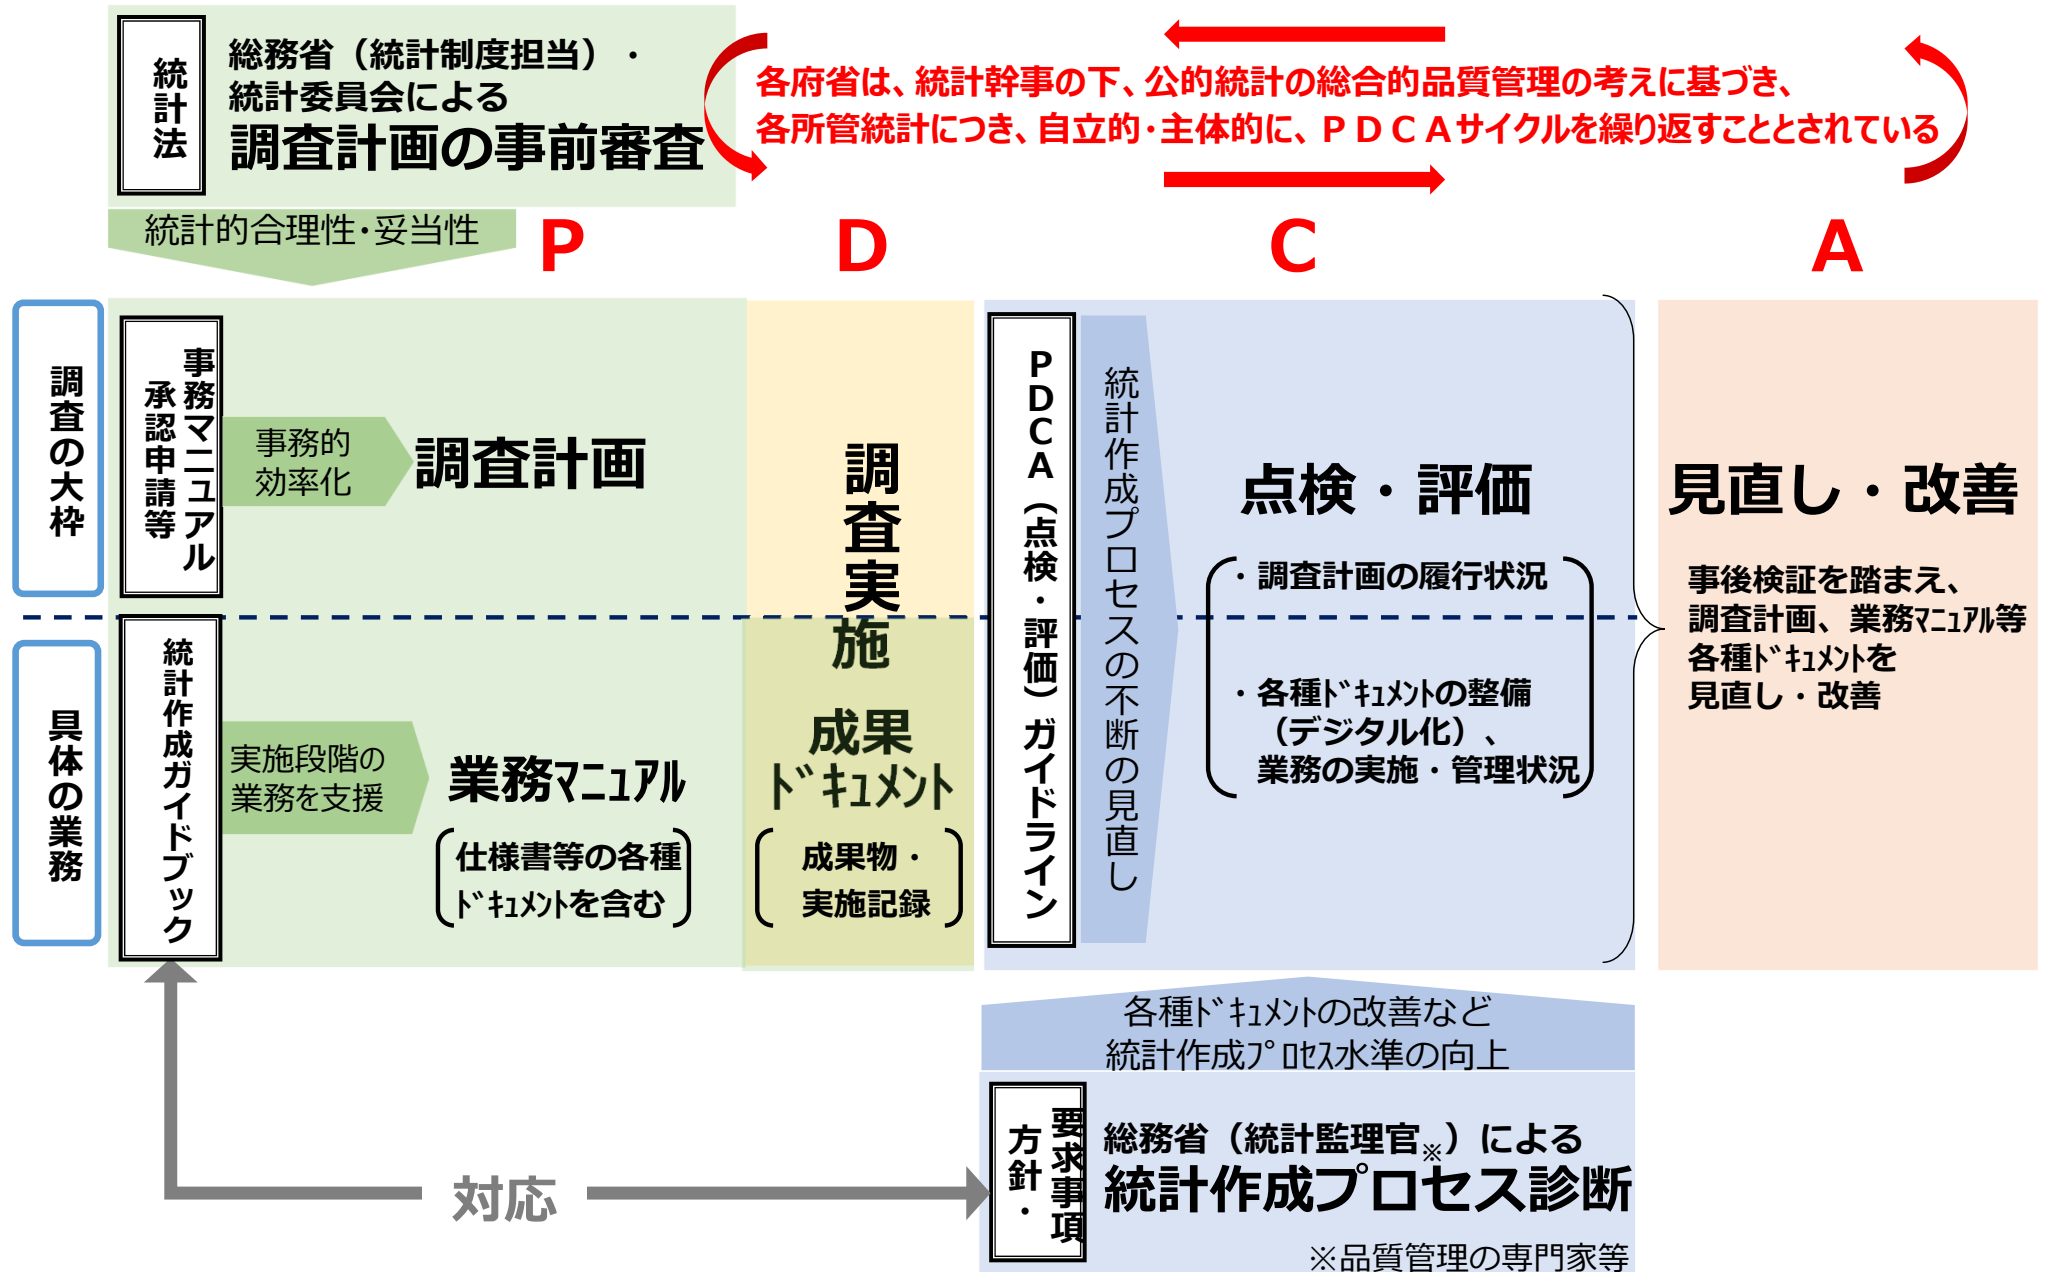 統計法
総務省（統計制度担当）・
統計委員会による
調査計画の事前審査
各府省は、統計幹事の下、公的統計の総合的品質管理の考えに基づき、
各所管統計につき、自立的・主体的に、ＰＤＣＡサイクルを繰り返すこととされている
統計的合理性・妥当性
P
D
C
A
調査の大枠
事務マニュアル
承認申請等
事務的
効率化
調査計画
調査実施
PDCA（点検・評価）ガイドライン
統計作成プロセスの不断の見直し
点検・評価
・調査計画の履行状況
・各種ﾄﾞｷｭﾒﾝﾄの整備
（デジタル化）、
業務の実施・管理状況
見直し・改善
事後検証を踏まえ、
調査計画、業務ﾏﾆｭｱﾙ等
各種ﾄﾞｷｭﾒﾝﾄを
見直し・改善
具体の業務
統計作成ガイドブック
実施段階の
業務を支援
業務ﾏﾆｭｱﾙ
仕様書等の各種
ﾄﾞｷｭﾒﾝﾄを含む
成果
ﾄﾞｷｭﾒﾝﾄ
成果物・
実施記録
各種ﾄﾞｷｭﾒﾝﾄの改善など
統計作成ﾌﾟﾛｾｽ水準の向上
対応
方針・
要求事項
総務省（統計監理官※）による
統計作成プロセス診断
※品質管理の専門家等